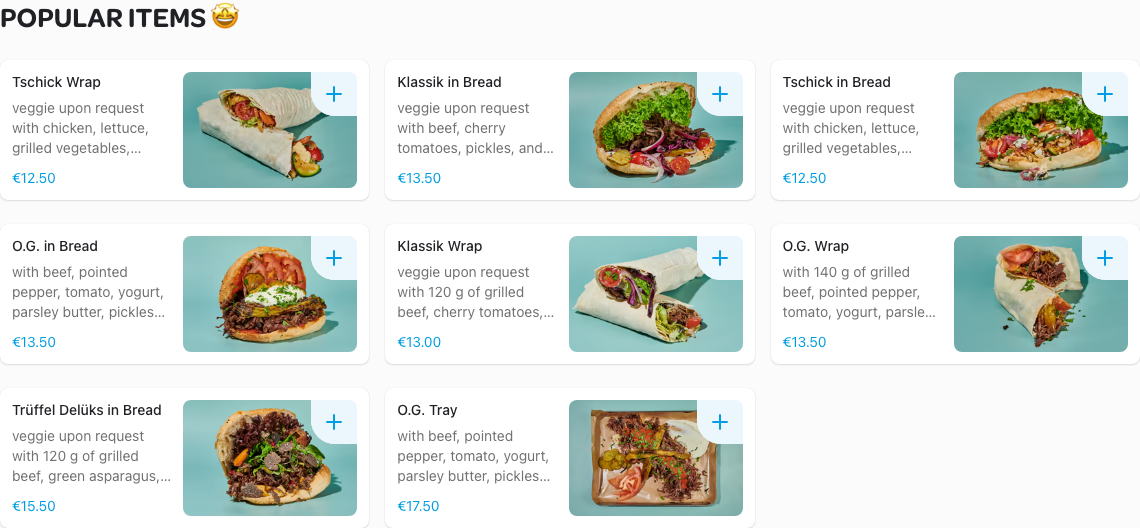 POPULAR ITEMS 🤩
Tschick Wrap
veggie upon request
with chicken, lettuce,
grilled vegetables,...
€12.50
Klassik in Bread
veggie upon request
with beef, cherry
tomatoes, pickles, and...
€13.50
Tschick in Bread
veggie upon request
with chicken, lettuce,
grilled vegetables,...
€12.50
O.G. in Bread
with beef, pointed
pepper, tomato, yogurt,
parsley butter, pickles...
€13.50
Klassik Wrap
veggie upon request
with 120 g of grilled
beef, cherry tomatoes,...
€13.00
O.G. Wrap
with 140 g of grilled
beef, pointed pepper,
tomato, yogurt, parsle...
€13.50
Trüffel Delüks in Bread
veggie upon request
with 120 g of grilled
beef, green asparagus,...
€15.50
O.G. Tray
with beef, pointed
pepper, tomato, yogurt,
parsley butter, pickles...
€17.50